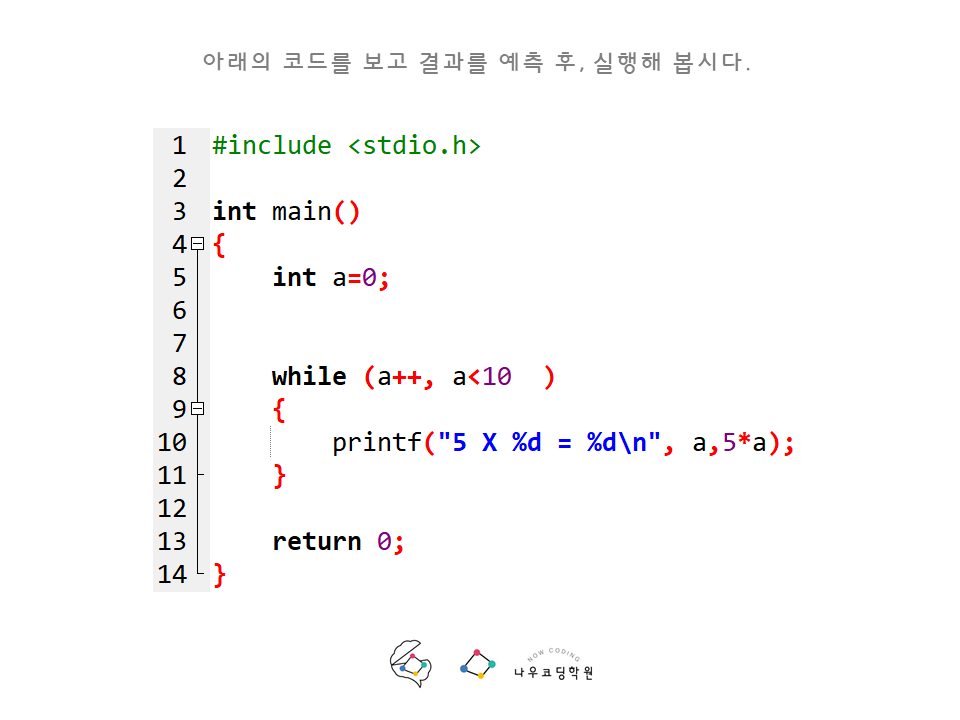 아래의 코드를 보고 결과를 예측 후, 실행해 봅시다.
1 #include <stdio.h>
2
3 int main()
4 {
5     int a=0;
6
7
8     while (a++, a<10  )
9     {
10         printf("5 X %d = %d\n", a,5*a);
11     }
12
13     return 0;
14 }
NOW CODING
나우코딩학원